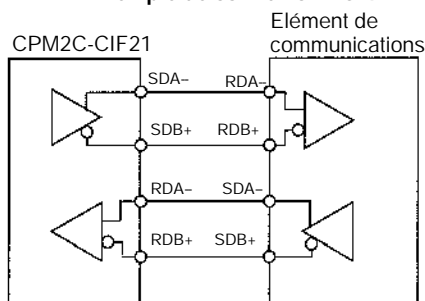 Elément de
CPM2C-CIF21 communications
SDA– RDA–
SDB+ RDB+
RDA– SDA–
RDB+ SDB+